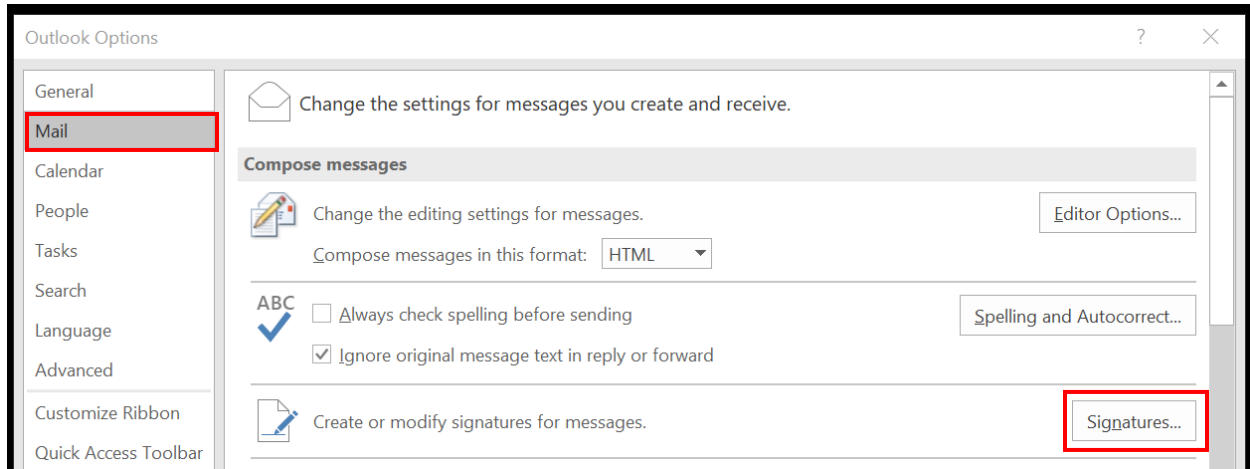 Outlook Options
?
General
Mail
Calendar
People
Tasks
Search
Language
Advanced
Customize Ribbon
Quick Access Toolbar
Change the settings for messages you create and receive.
Compose messages
Change the editing settings for messages.
Editor Options...
Compose messages in this format: HTML
ABC
Always check spelling before sending
Spelling and Autocorrect...
Ignore original message text in reply or forward
Create or modify signatures for messages.
Signatures...